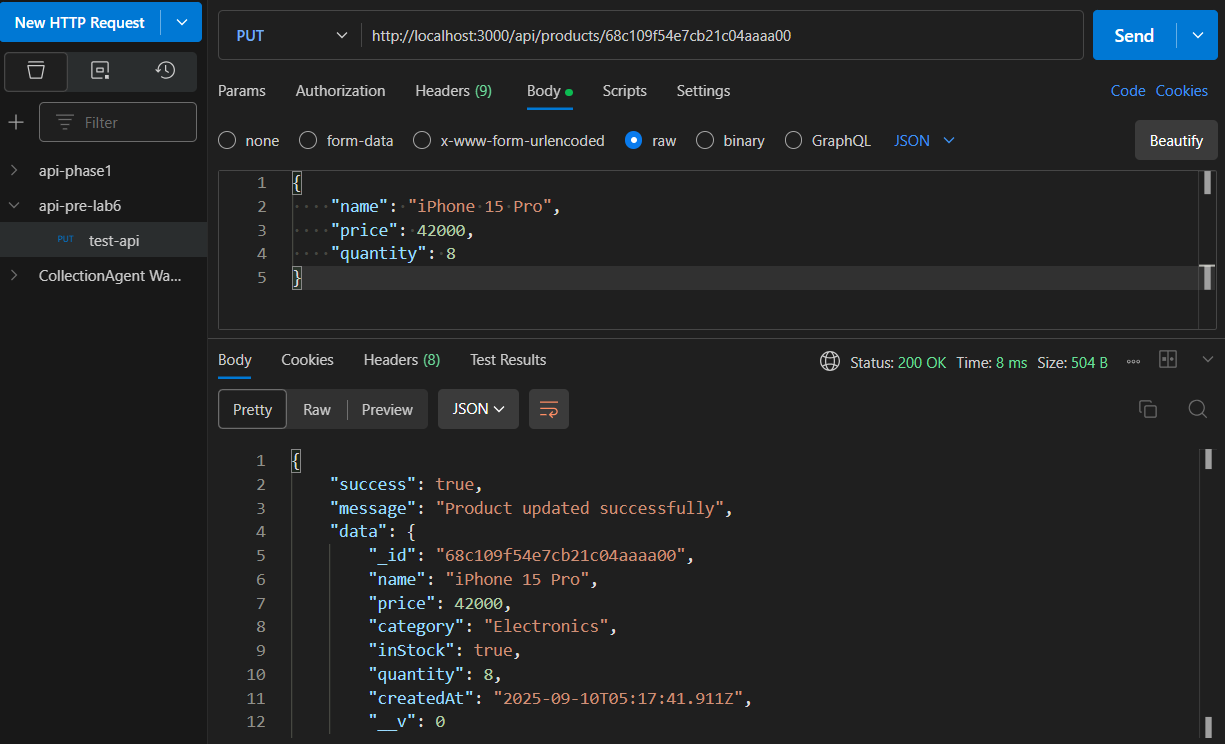 New HTTP Request
PUT http://localhost:3000/api/products/68c109f54e7cb21c04aaaa00 Send
Params Authorization Headers (9) Body Scripts Settings Code Cookies
Filter
none form-data x-www-form-urlencoded raw binary GraphQL JSON Beautify
api-phase1
api-pre-lab6
PUT test-api
CollectionAgent Wa...
1 {
2 "name": "iPhone 15 Pro",
3 "price": 42000,
4 "quantity": 8
5 }
Body Cookies Headers (8) Test Results Status: 200 OK Time: 8 ms Size: 504 B
Pretty Raw Preview JSON
1 {
2 "success": true,
3 "message": "Product updated successfully",
4 "data": {
5 "_id": "68c109f54e7cb21c04aaaa00",
6 "name": "iPhone 15 Pro",
7 "price": 42000,
8 "category": "Electronics",
9 "inStock": true,
10 "quantity": 8,
11 "createdAt": "2025-09-10T05:17:41.911Z",
12 "__v": 0